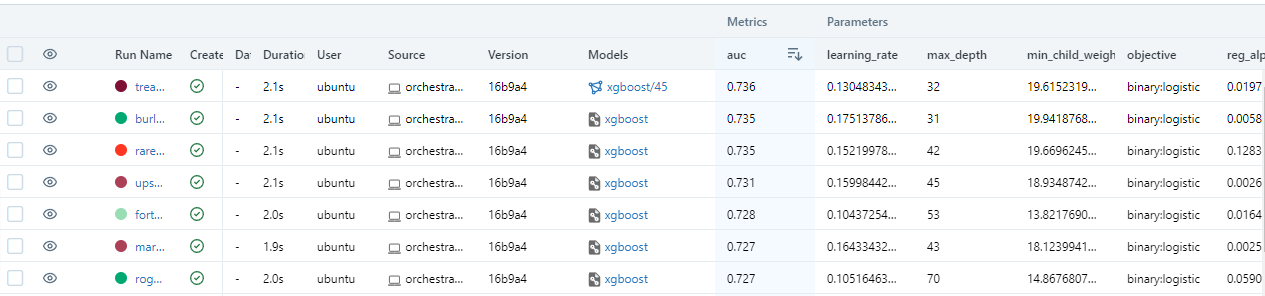 Metrics Parameters
Run Name Create Da Duration User Source Version Models auc learning_rate max_depth min_child_weigh objective reg_alp
trea... - 2.1s ubuntu orchestra... 16b9a4 xgboost/45 0.736 0.13048343... 32 19.6152319... binary:logistic 0.0197
burl... - 2.1s ubuntu orchestra... 16b9a4 xgboost 0.735 0.17513786... 31 19.9418768... binary:logistic 0.0058
rare... - 2.1s ubuntu orchestra... 16b9a4 xgboost 0.735 0.15219978... 42 19.6696245... binary:logistic 0.1283
ups... - 2.1s ubuntu orchestra... 16b9a4 xgboost 0.731 0.15998442... 45 18.9348742... binary:logistic 0.0026
fort... - 2.0s ubuntu orchestra... 16b9a4 xgboost 0.728 0.10437254... 53 13.8217690... binary:logistic 0.0164
mar... - 1.9s ubuntu orchestra... 16b9a4 xgboost 0.727 0.16433432... 43 18.1239941... binary:logistic 0.0025
rog... - 2.0s ubuntu orchestra... 16b9a4 xgboost 0.727 0.10516463... 70 14.8676807... binary:logistic 0.0590